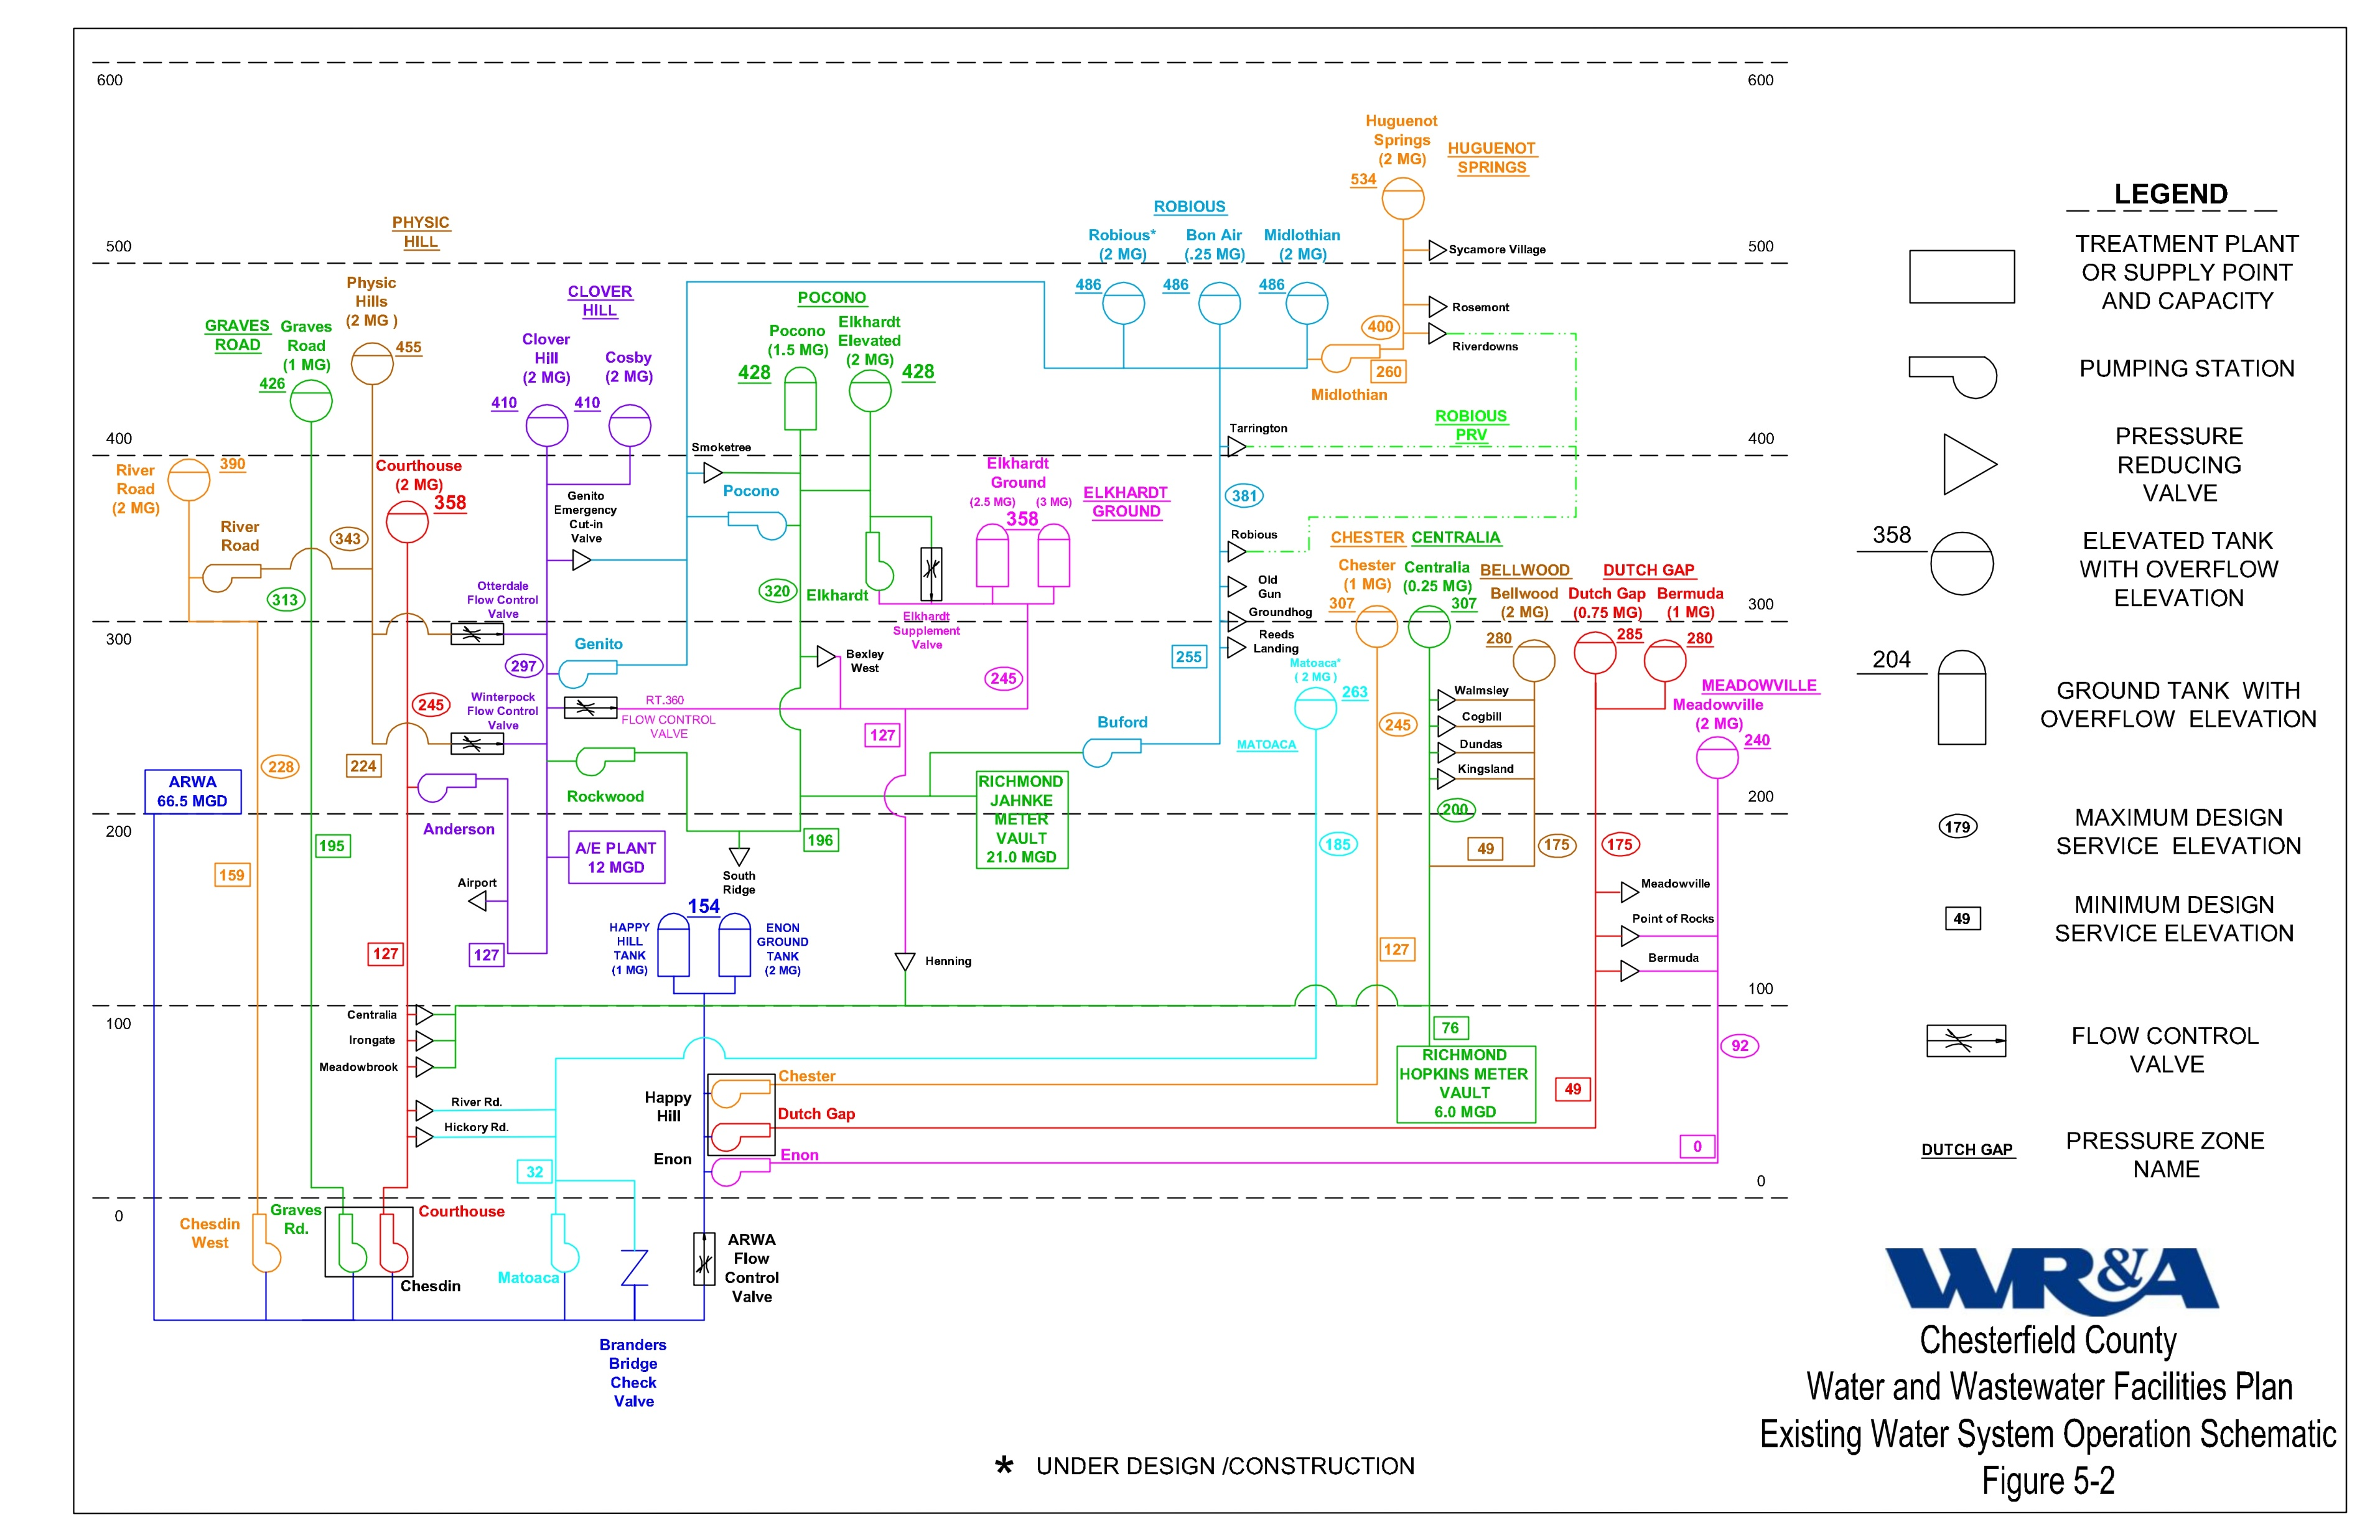 600
600
Huguenot
Springs
(2 MG)
HUGUENOT
SPRINGS
534
LEGEND
PHYSIC
HILL
ROBIOUS
500
500
Robious*
(2 MG)
Bon Air
(.25 MG)
Midlothian
(2 MG)
Sycamore Village
TREATMENT PLANT
OR SUPPLY POINT
AND CAPACITY
Physic
Hills
(2 MG )
455
CLOVER
HILL
POCONO
486
486
486
Rosemont
400
Riverdowns
GRAVES
ROAD
Graves
Road
(1 MG)
426
Clover
Hill
(2 MG)
Cosby
(2 MG)
410
410
Pocono
(1.5 MG)
428
Elkhardt
Elevated
(2 MG)
428
260
Midlothian
PUMPING STATION
400
400
ROBIOUS
PRV
Tarrington
PRESSURE
REDUCING
VALVE
River
Road
(2 MG)
390
Courthouse
(2 MG)
358
Smoketree
Pocono
Genito
Emergency
Cut-in
Valve
Elkhardt
Ground
(2.5 MG)
(3 MG)
358
ELKHARDT
GROUND
381
River
Road
343
Robious
CHESTER
CENTRALIA
358
ELEVATED TANK
WITH OVERFLOW
ELEVATION
313
Otterdale
Flow Control
Valve
320
Elkhardt
Old
Gun
Chester
(1 MG)
307
Centralia
(0.25 MG)
307
BELLWOOD
Bellwood
(2 MG)
280
DUTCH GAP
Dutch Gap
(0.75 MG)
285
Bermuda
(1 MG)
280
300
300
Elkhardt
Supplement
Valve
Groundhog
Reeds
Landing
255
Genito
297
Bexley
West
245
Matoaca*
( 2 MG )
263
MATOACA
204
GROUND TANK WITH
OVERFLOW ELEVATION
245
Winterpock
Flow Control
Valve
RT.360
FLOW CONTROL
VALVE
127
Buford
245
Walmsley
Cogbill
Dundas
Kingsland
MEADOWVILLE
Meadowville
(2 MG)
240
228
224
ARWA
66.5 MGD
Rockwood
RICHMOND
JAHNKE
METER
VAULT
21.0 MGD
200
200
200
179
MAXIMUM DESIGN
SERVICE ELEVATION
Anderson
195
196
A/E PLANT
12 MGD
185
49
175
175
159
Airport
South
Ridge
Meadowville
154
HAPPY
HILL
TANK
(1 MG)
ENON
GROUND
TANK
(2 MG)
Point of Rocks
49
MINIMUM DESIGN
SERVICE ELEVATION
127
127
Henning
127
Bermuda
100
100
Centralia
Irongate
Meadowbrook
76
92
FLOW CONTROL
VALVE
RICHMOND
HOPKINS METER
VAULT
6.0 MGD
Chester
River Rd.
Hickory Rd.
Happy
Hill
Dutch Gap
49
Enon
Enon
0
DUTCH GAP
PRESSURE ZONE
NAME
32
0
0
Chesdin
West
Graves
Rd.
Courthouse
Chesdin
Matoaca
ARWA
Flow
Control
Valve
Branders
Bridge
Check
Valve
WR&A
Chesterfield County
Water and Wastewater Facilities Plan
Existing Water System Operation Schematic
Figure 5-2
* UNDER DESIGN /CONSTRUCTION